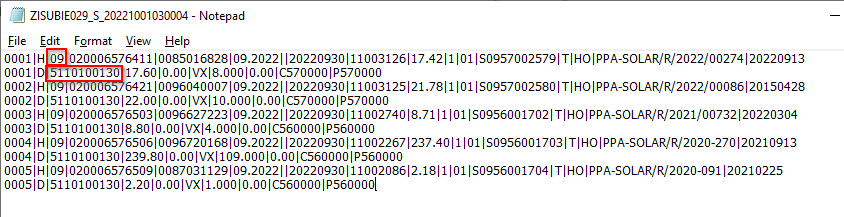 ZISUBIE029_S_20221001030004 - Notepad
File Edit Format View Help
0001|H|09|020006576411|0085016828|09.2022||20220930|11003126|17.42|1|01|S0957002579|T|HO|PPA-SOLAR/R/2022/00274|20220913
0001|D|5110100130|17.60|0.00|VX|8.000|0.00|C570000|P570000
0002|H|09|020006576421|0096040007|09.2022||20220930|11003125|21.78|1|01|S0957002580|T|HO|PPA-SOLAR/R/2022/00086|20150428
0002|D|5110100130|22.00|0.00|VX|10.000|0.00|C570000|P570000
0003|H|09|020006576503|0096627223|09.2022||20220930|11002740|8.71|1|01|S0956001702|T|HO|PPA-SOLAR/R/2021/00732|20220304
0003|D|5110100130|8.80|0.00|VX|4.000|0.00|C560000|P560000
0004|H|09|020006576506|0096720168|09.2022||20220930|11002267|237.40|1|01|S0956001703|T|HO|PPA-SOLAR/R/2020-270|20210913
0004|D|5110100130|239.80|0.00|VX|109.000|0.00|C560000|P560000
0005|H|09|020006576509|0087031129|09.2022||20220930|11002086|2.18|1|01|S0956001704|T|HO|PPA-SOLAR/R/2020-091|20210225
0005|D|5110100130|2.20|0.00|VX|1.000|0.00|C560000|P560000